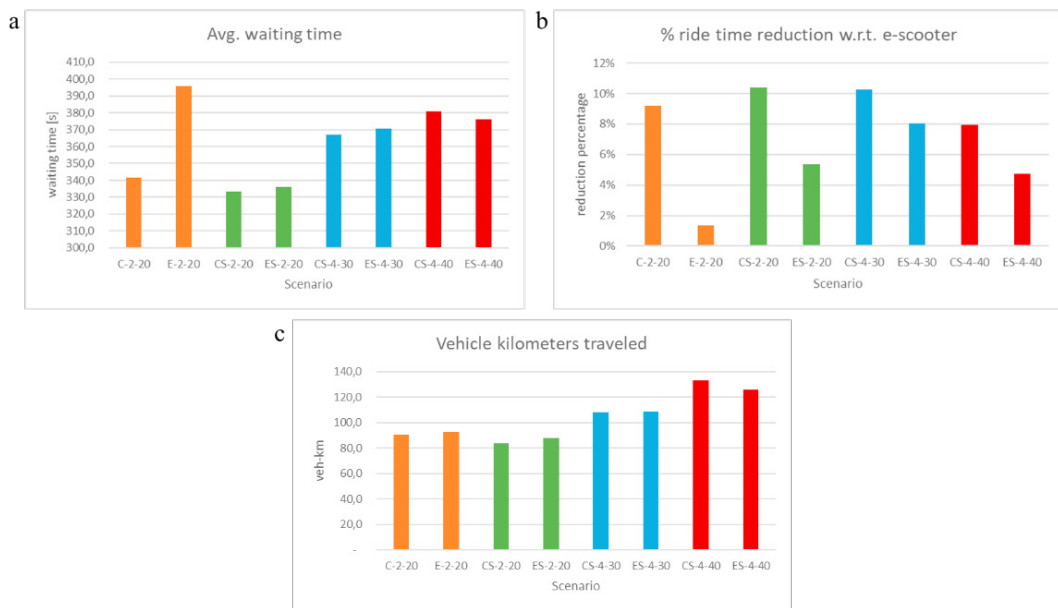 a
Avg. waiting time
waiting time [s]
410,0
400,0
390,0
380,0
370,0
360,0
350,0
340,0
330,0
320,0
310,0
300,0
C-2-20 E-2-20 CS-2-20 ES-2-20 CS-4-30 ES-4-30 CS-4-40 ES-4-40
Scenario
b
% ride time reduction w.r.t. e-scooter
reduction percentage
12%
10%
8%
6%
4%
2%
0%
C-2-20 E-2-20 CS-2-20 ES-2-20 CS-4-30 ES-4-30 CS-4-40 ES-4-40
Scenario
c
Vehicle kilometers traveled
veh-km
140,0
120,0
100,0
80,0
60,0
40,0
20,0
-
C-2-20 E-2-20 CS-2-20 ES-2-20 CS-4-30 ES-4-30 CS-4-40 ES-4-40
Scenario